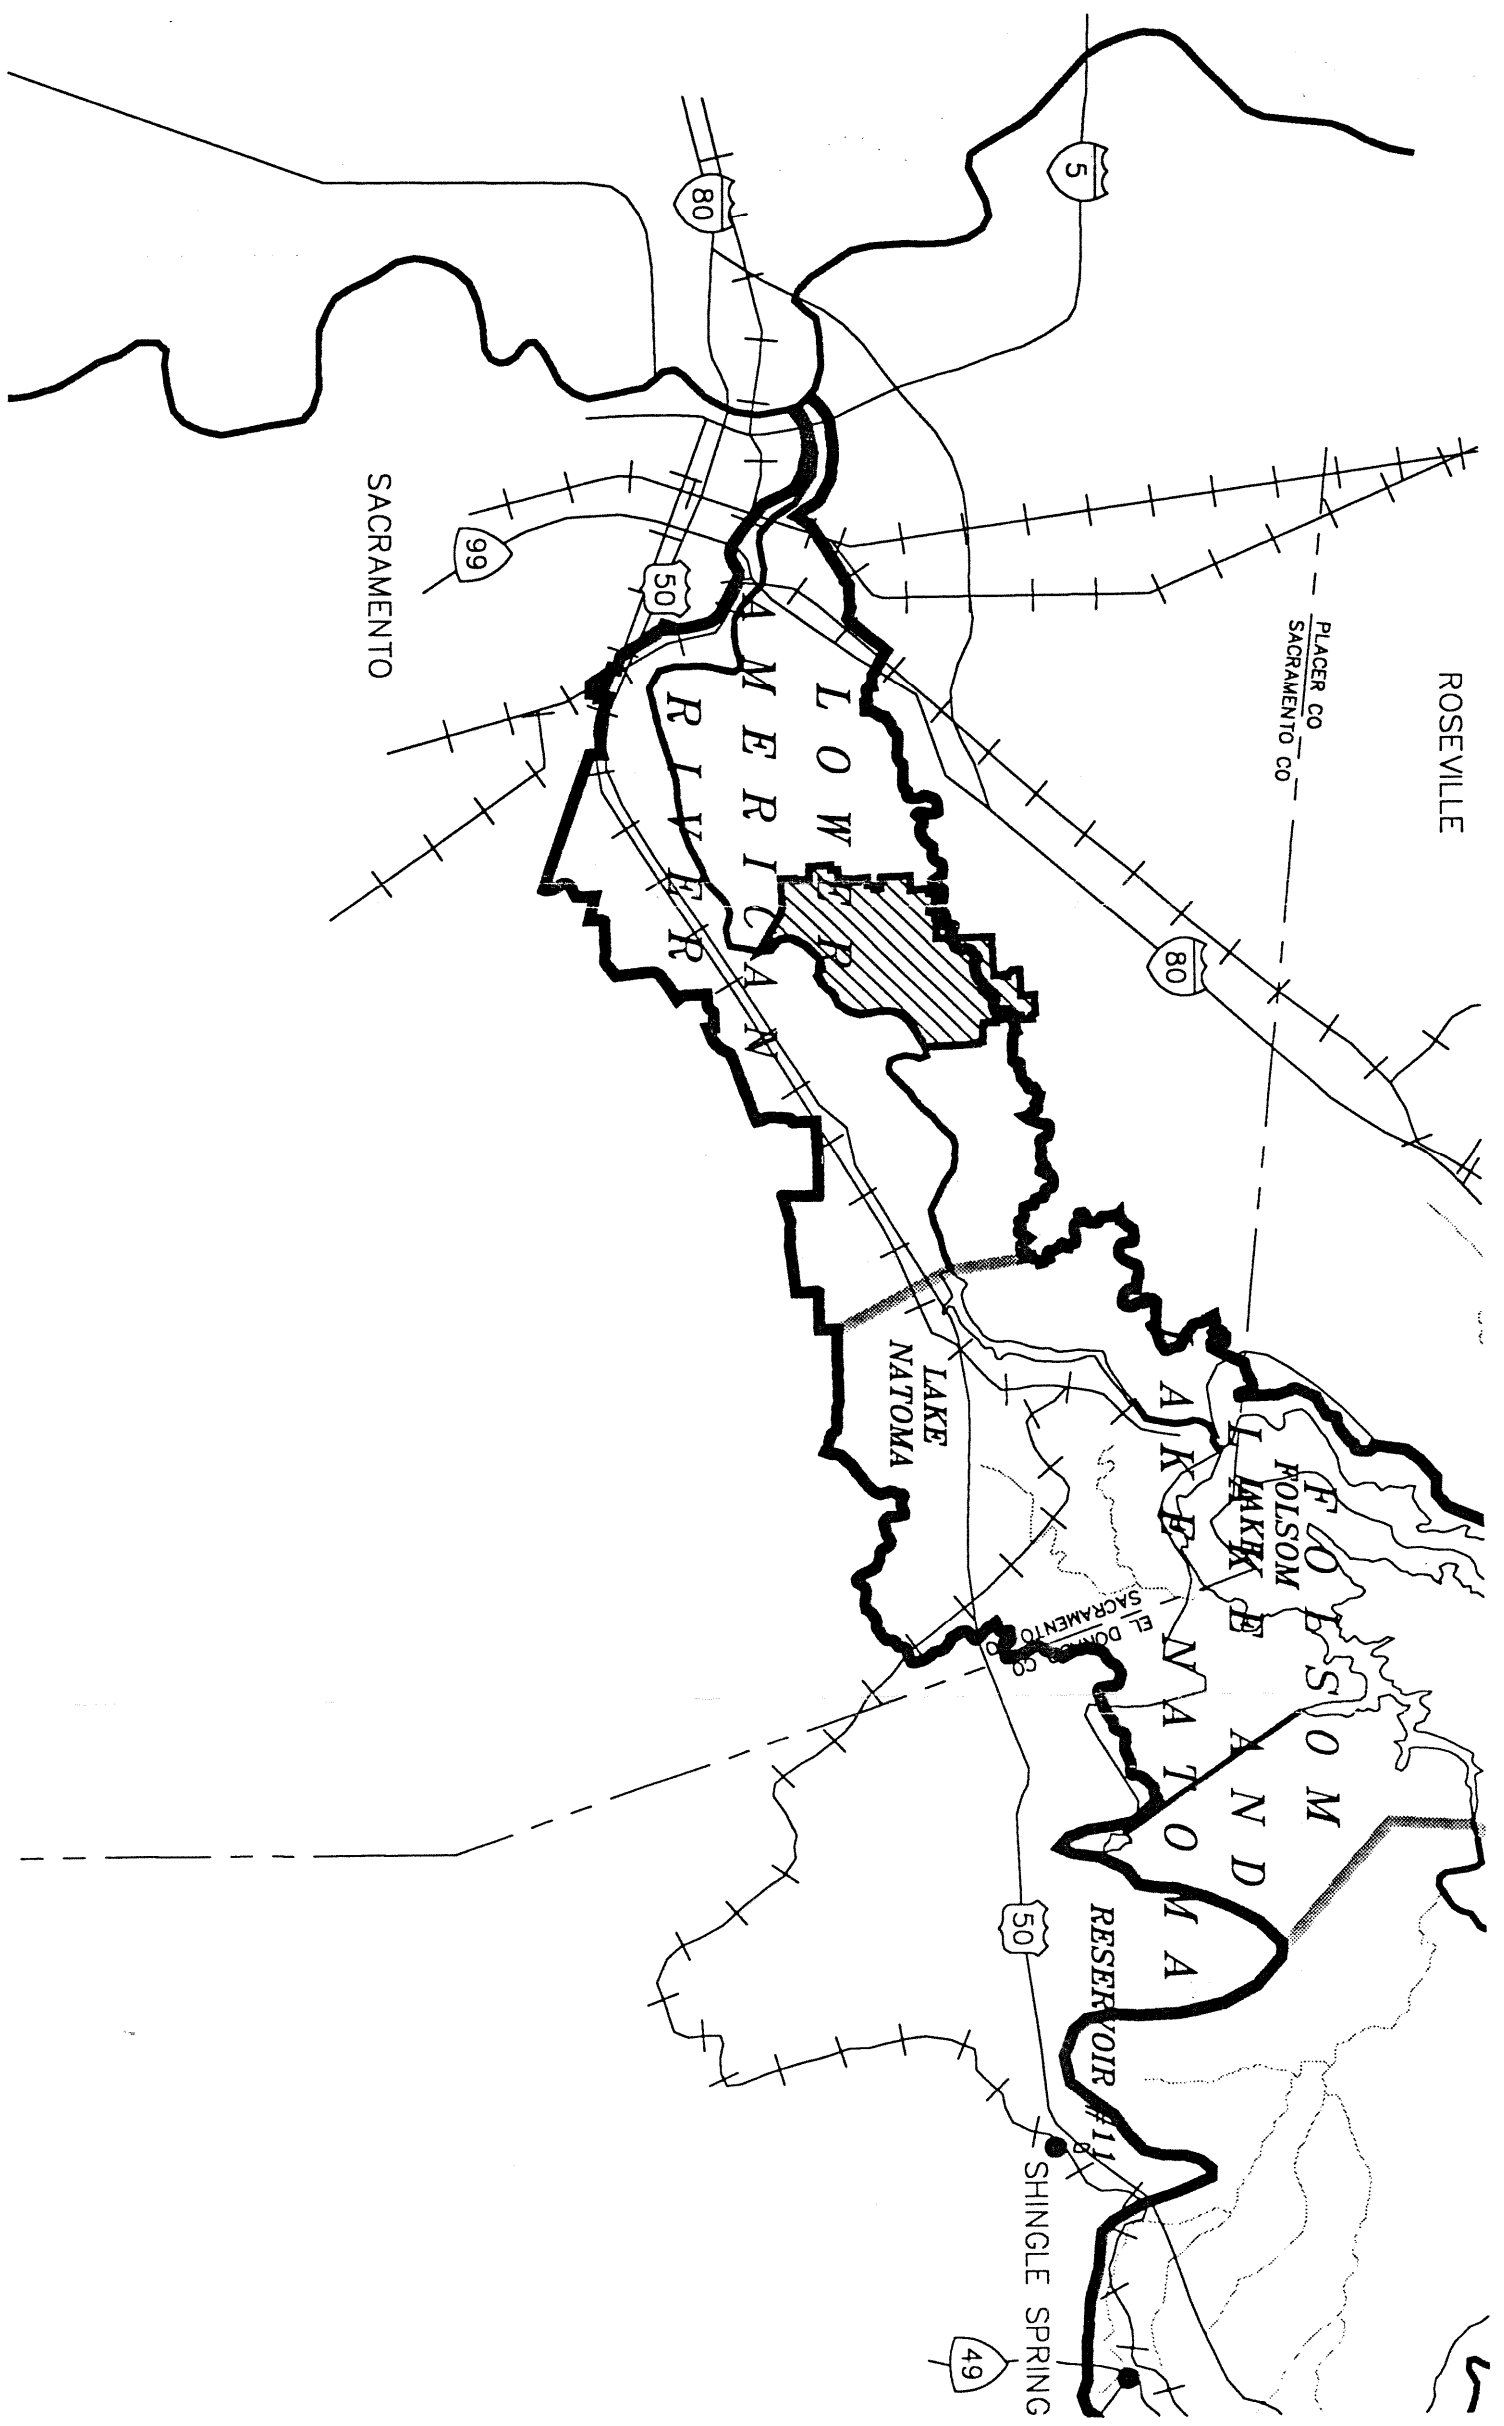 ROSEVILLE
PLACER CO
SACRAMENTO CO
5
80
80
99
50
SACRAMENTO
LOWER
AMERICAN
RIVER
LAKE
NATOMA
FOLSOM
LAKE
FOLSOM
LAKE AND
LAKE NATOMA
EL DORADO CO
SACRAMENTO CO
50
RESERVOIR #11
SHINGLE SPRING
49